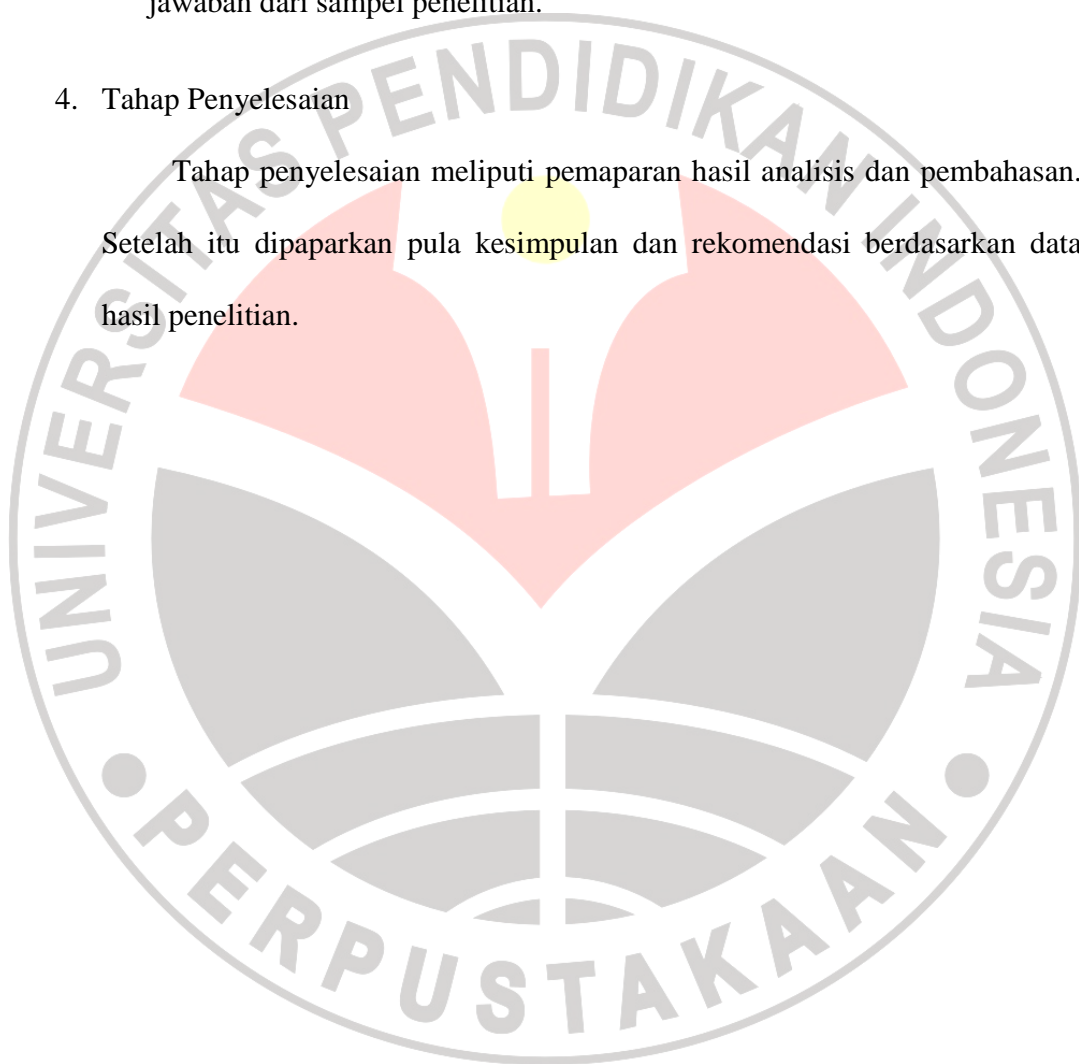 jawaban dari sampel penelitian.
4. Tahap Penyelesaian
Tahap penyelesaian meliputi pemaparan hasil analisis dan pembahasan.
Setelah itu dipaparkan pula kesimpulan dan rekomendasi berdasarkan data
hasil penelitian.
UNIVERSITAS PENDIDIKAN INDONESIA
PERPUSTAKAAN